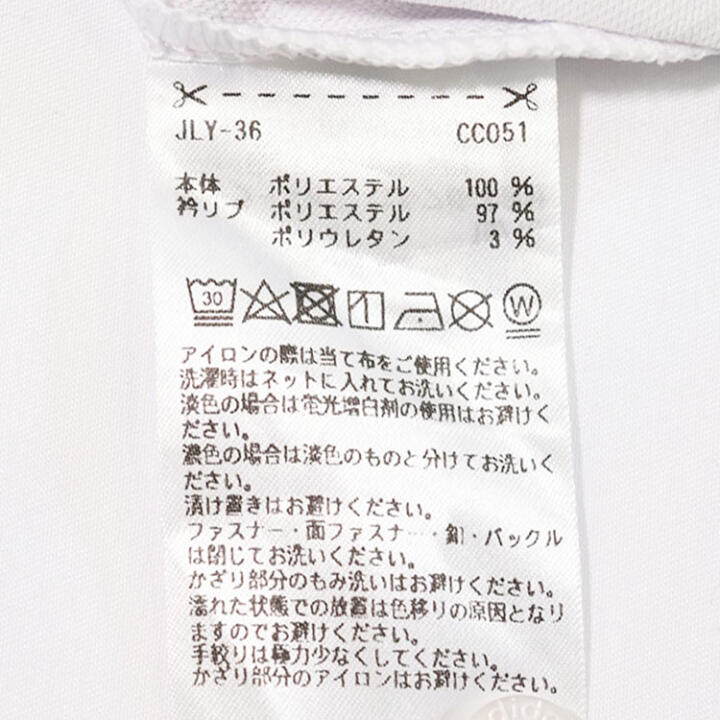 JLY-36 CC051
本体 ポリエステル 100 %
衿リブ ポリエステル 97 %
ポリウレタン 3 %
30 W
アイロンの際は当て布をご使用ください。
洗濯時はネットに入れてお洗いください。
淡色の場合は蛍光増白剤の使用はお避けく
ださい。
濃色の場合は淡色のものと分けてお洗いく
ださい。
漬け置きはお避けください。
ファスナー・面ファスナー・釦・バックル
は閉じてお洗いください。
かざり部分のもみ洗いはお避けください。
濡れた状態での放置は色移りの原因となり
ますのでお避けください。
手絞りは極力少なくしてください。
かざり部分のアイロンはお避けください。